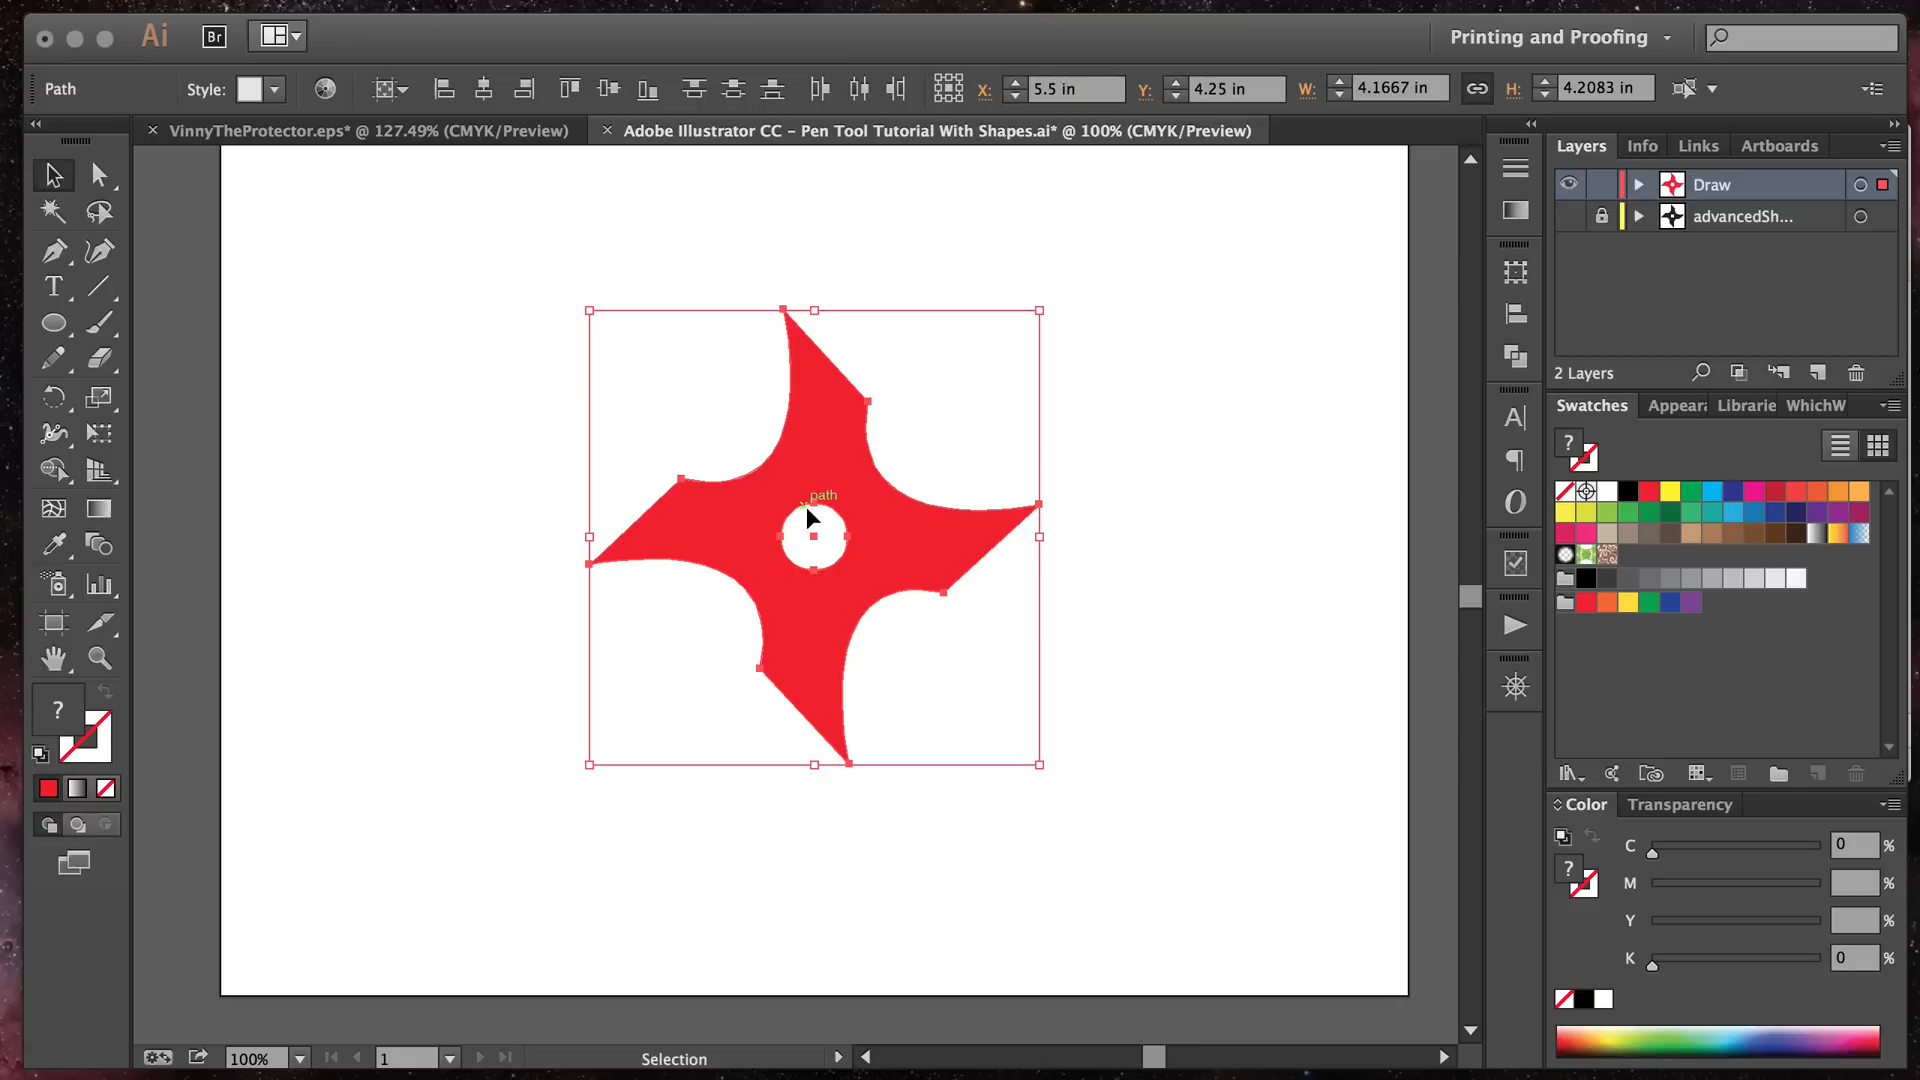 Ai Br Printing and Proofing
Path Style: X: 5.5 in Y: 4.25 in W: 4.1667 in H: 4.2083 in
VinnyTheProtector.eps* @ 127.49% (CMYK/Preview) Adobe Illustrator CC - Pen Tool Tutorial With Shapes.ai* @ 100% (CMYK/Preview)
Layers Info Links Artboards
Draw
advancedSh...
2 Layers
Swatches Appear Librarie WhichW
?
path
T
A
O
?
Color Transparency
C 0 %
?
M %
Y %
K 0 %
100% 1 Selection